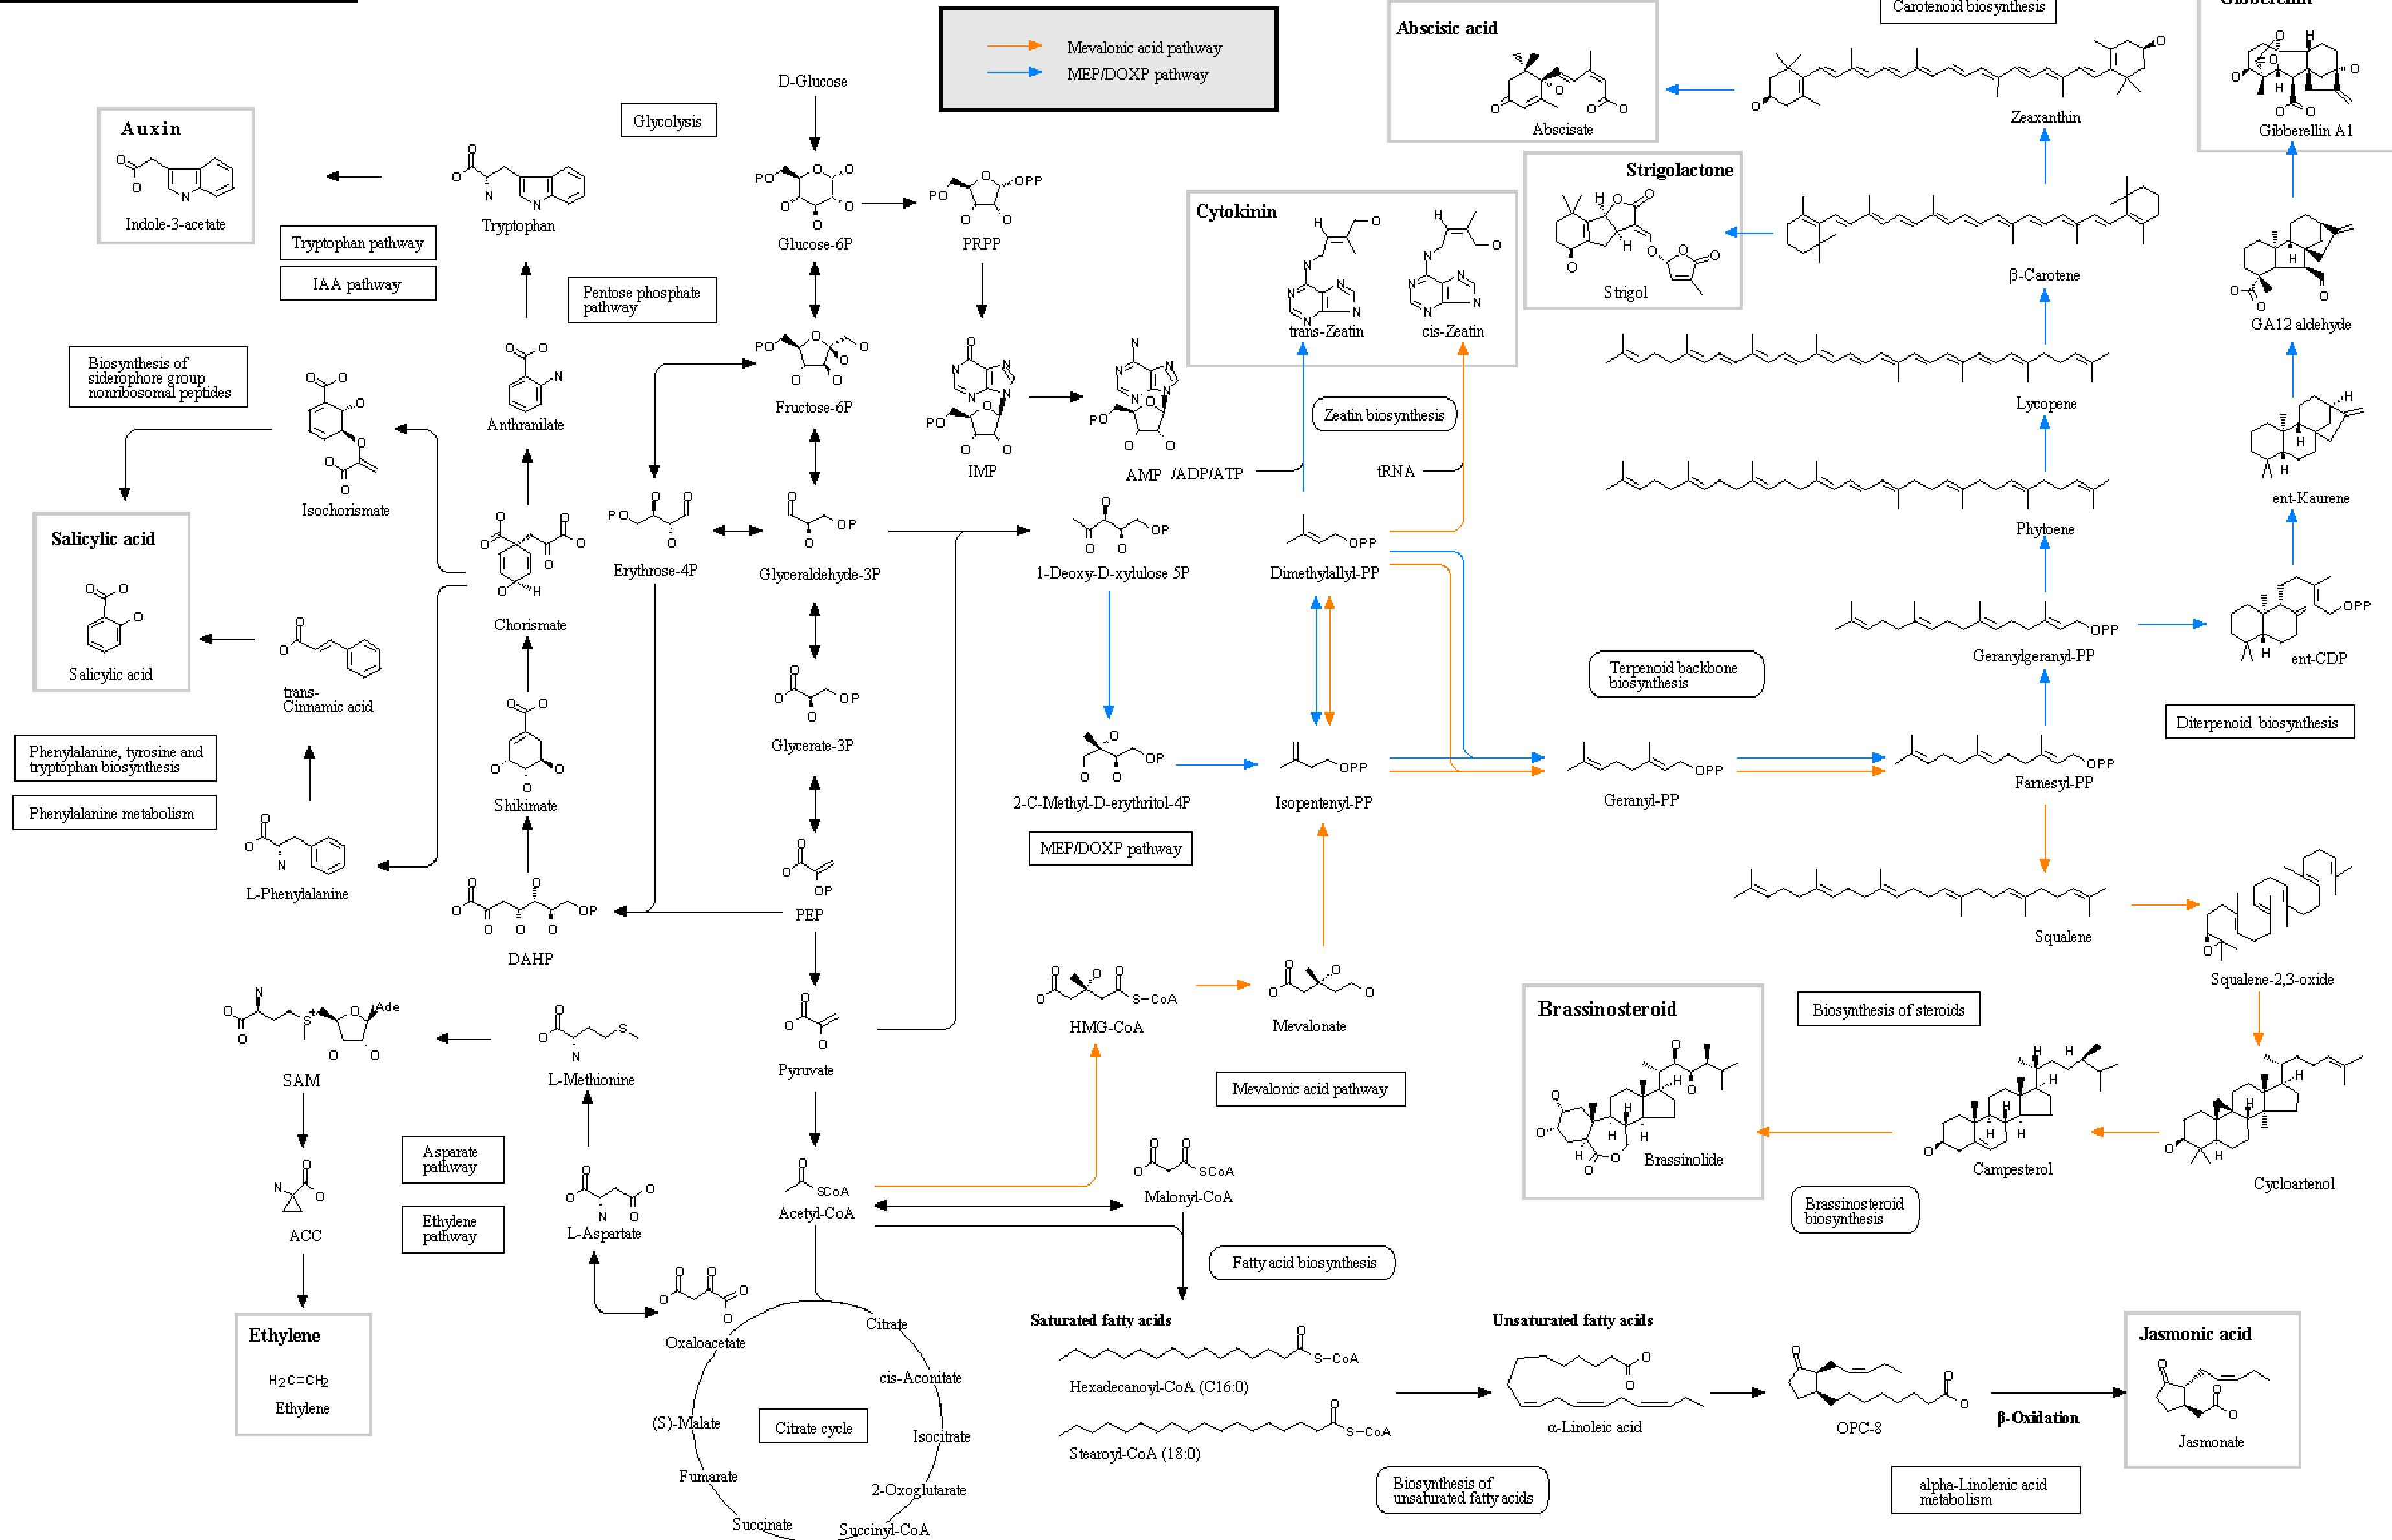 Mevalonic acid pathway
MEP/DOXP pathway
Abscisic acid
Abscisate
Carotenoid biosynthesis
Zeaxanthin
Gibberellin
Gibberellin A1
D-Glucose
Glycolysis
Auxin
Indole-3-acetate
Tryptophan
Tryptophan pathway
IAA pathway
Glucose-6P
PRPP
Cytokinin
trans-Zeatin
cis-Zeatin
Strigolactone
Strigol
β-Carotene
GA12 aldehyde
Pentose phosphate
pathway
Biosynthesis of
siderophore group
nonribosomal peptides
Isochorismate
Anthranilate
Fructose-6P
IMP
AMP /ADP/ATP
Zeatin biosynthesis
tRNA
Lycopene
ent-Kaurene
Phytoene
Salicylic acid
Salicylic acid
trans-
Cinnamic acid
Chorismate
Erythrose-4P
Glyceraldehyde-3P
1-Deoxy-D-xylulose 5P
Dimethylallyl-PP
Terpenoid backbone
biosynthesis
Geranylgeranyl-PP
ent-CDP
Diterpenoid biosynthesis
Phenylalanine, tyrosine and
tryptophan biosynthesis
Phenylalanine metabolism
L-Phenylalanine
Shikimate
Glycerate-3P
2-C-Methyl-D-erythritol-4P
MEP/DOXP pathway
Isopentenyl-PP
Geranyl-PP
Farnesyl-PP
DAHP
PEP
Squalene
Squalene-2,3-oxide
SAM
Ade
L-Methionine
Pyruvate
HMG-CoA
S-CoA
Mevalonate
Mevalonic acid pathway
Brassinosteroid
Brassinolide
Biosynthesis of steroids
Campesterol
Cycloartenol
Brassinosteroid
biosynthesis
ACC
Asparate
pathway
Ethylene
pathway
L-Aspartate
Acetyl-CoA
SCoA
Malonyl-CoA
SCoA
Fatty acid biosynthesis
Ethylene
H2C=CH2
Ethylene
Oxaloacetate
Citrate
cis-Aconitate
Isocitrate
2-Oxoglutarate
Succinyl-CoA
Succinate
Fumarate
(S)-Malate
Citrate cycle
Saturated fatty acids
S-CoA
Hexadecanoyl-CoA (C16:0)
S-CoA
Stearoyl-CoA (18:0)
Unsaturated fatty acids
α-Linoleic acid
Biosynthesis of
unsaturated fatty acids
OPC-8
β-Oxidation
alpha-Linolenic acid
metabolism
Jasmonic acid
Jasmonate